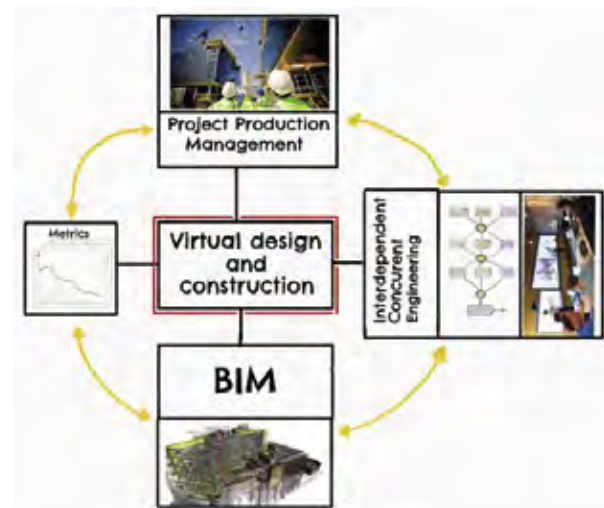 Project Production
Management
Metrics
Virtual design
and
construction
Interdependent
Concurent
Engineering
BIM